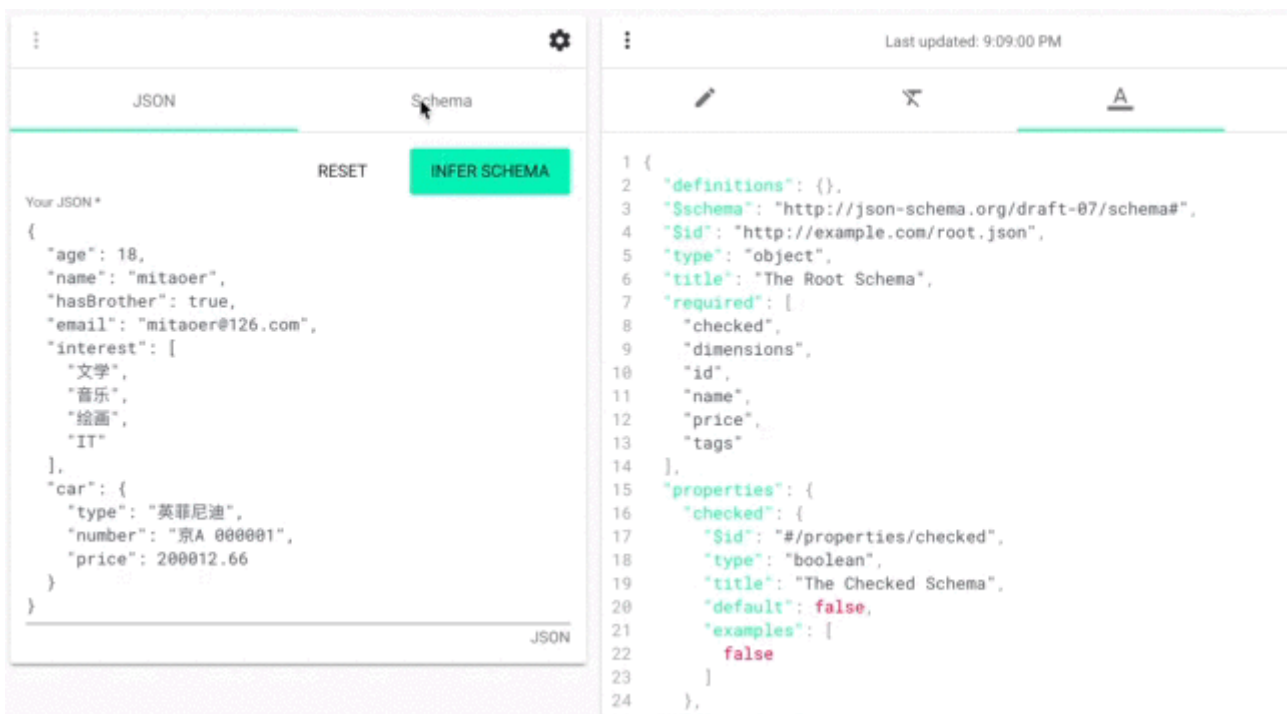 JSON
Schema
RESET
INFER SCHEMA
Your JSON *
{
"age": 18,
"name": "mitaoer",
"hasBrother": true,
"email": "mitaoer@126.com",
"interest": [
"文学",
"音乐",
"绘画",
"IT"
],
"car": {
"type": "英菲尼迪",
"number": "京A 000001",
"price": 200012.66
}
}
JSON
Last updated: 9:09:00 PM
A
1 {
2 "definitions": {},
3 "$schema": "http://json-schema.org/draft-07/schema#",
4 "$id": "http://example.com/root.json",
5 "type": "object",
6 "title": "The Root Schema",
7 "required": [
8 "checked",
9 "dimensions",
10 "id",
11 "name",
12 "price",
13 "tags"
14 ],
15 "properties": {
16 "checked": {
17 "$id": "#/properties/checked",
18 "type": "boolean",
19 "title": "The Checked Schema",
20 "default": false,
21 "examples": [
22 false
23 ]
24 },